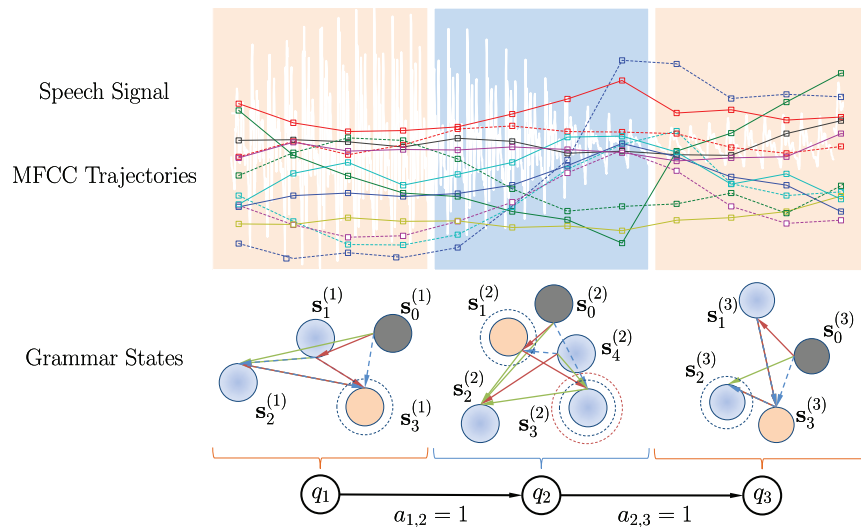 Speech Signal
MFCC Trajectories
Grammar States
s_1^{(1)}
s_0^{(1)}
s_2^{(1)}
s_3^{(1)}
s_1^{(2)}
s_0^{(2)}
s_4^{(2)}
s_2^{(2)}
s_3^{(2)}
s_1^{(3)}
s_0^{(3)}
s_2^{(3)}
s_3^{(3)}
q_1 q_2 q_3
a_{1,2} = 1 a_{2,3} = 1